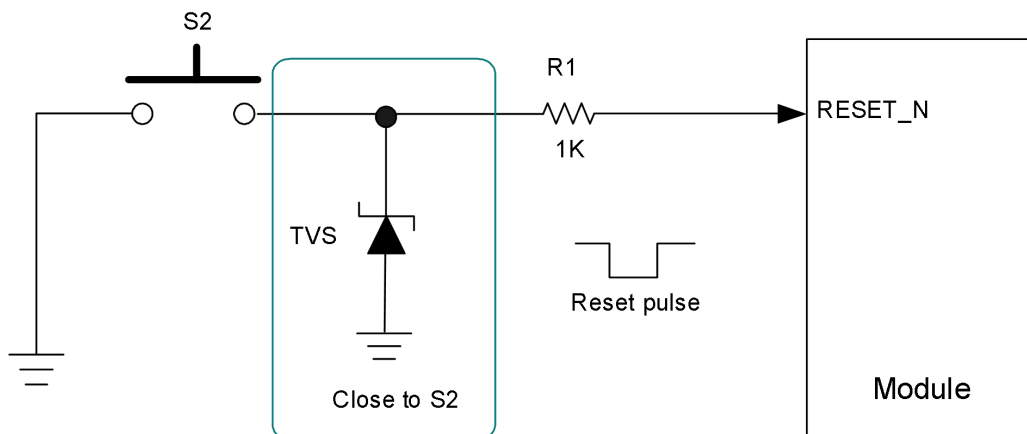 S2
R1
1K
RESET_N
TVS
Reset pulse
Close to S2
Module